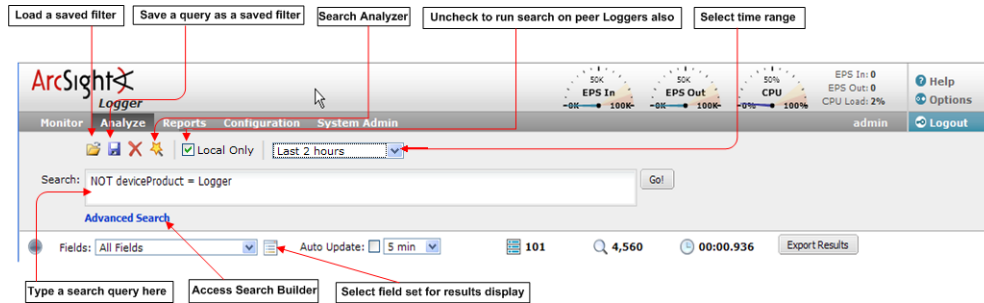 Load a saved filter
Save a query as a saved filter
Search Analyzer
Uncheck to run search on peer Loggers also
Select time range
ArcSight
Logger
50K
EPS In
0K
100K
50K
EPS Out
0K
100K
50%
CPU
0%
100%
EPS In: 0
EPS Out: 0
CPU Load: 2%
Help
Options
Monitor
Analyze
Reports
Configuration
System Admin
admin
Logout
Local Only
Last 2 hours
Search:
NOT deviceProduct = Logger
Go!
Advanced Search
Fields:
All Fields
Auto Update:
5 min
101
4,560
00:00.936
Export Results
Type a search query here
Access Search Builder
Select field set for results display